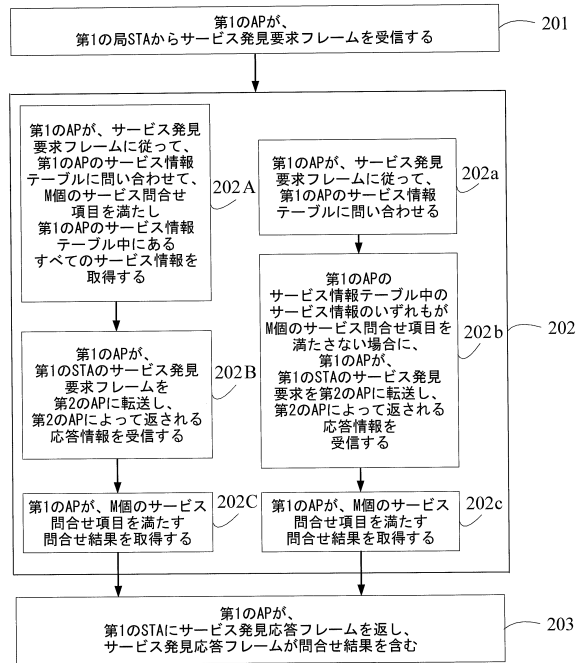 第1のAPが、
第1の局STAからサービス発見要求フレームを受信する
201
第1のAPが、サービス発見
要求フレームに従って、
第1のAPのサービス情報
テーブルに問い合わせて、
M個のサービス問合せ
項目を満たし
第1のAPのサービス情報
テーブル中にある
すべてのサービス情報を
取得する
202A
第1のAPが、
第1のSTAのサービス発見
要求フレームを
第2のAPに転送し、
第2のAPによって返される
応答情報を受信する
202B
第1のAPが、M個のサービス
問合せ項目を満たす
問合せ結果を取得する
202C
第1のAPが、サービス発見
要求フレームに従って、
第1のAPのサービス情報
テーブルに問い合わせる
202a
第1のAPの
サービス情報テーブル中の
サービス情報のいずれもが
M個のサービス問合せ項目を
満たさない場合に、
第1のAPが、
第1のSTAのサービス発見
要求を第2のAPに転送し、
第2のAPによって返される
応答情報を
受信する
202b
第1のAPが、M個のサービス
問合せ項目を満たす
問合せ結果を取得する
202c
202
第1のAPが、
第1のSTAにサービス発見応答フレームを返し、
サービス発見応答フレームが問合せ結果を含む
203